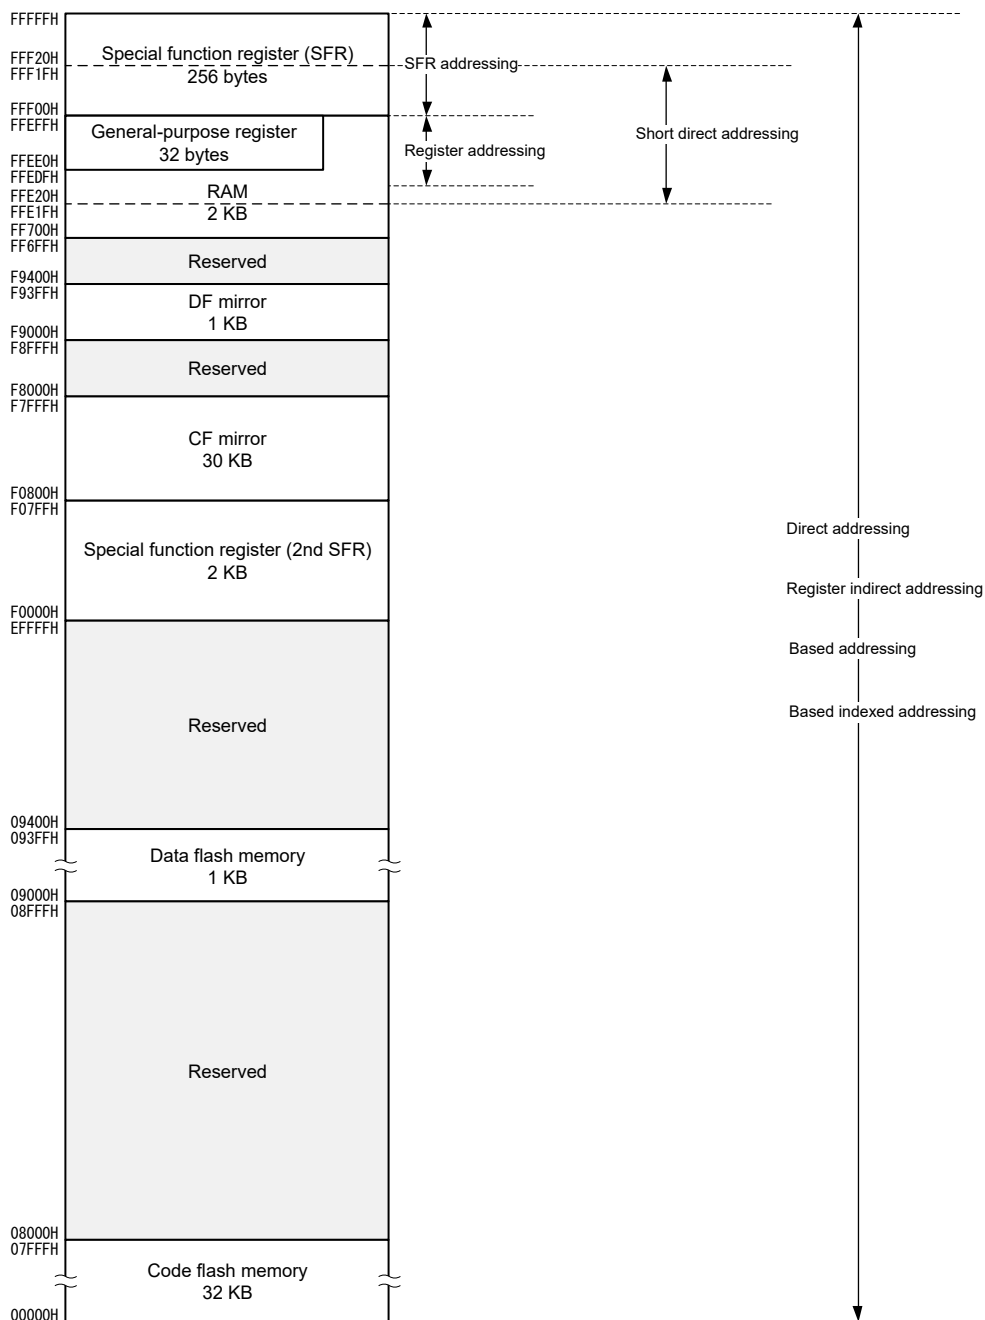 FFFFFH
Special function register (SFR)
256 bytes
FFF20H
FFF1FH
SFR addressing
FFF00H
FFEFFH
General-purpose register
32 bytes
Short direct addressing
Register addressing
FFEE0H
FFEDFH
RAM
2 KB
FFE20H
FFE1FH
FF700H
FF6FFH
Reserved
F9400H
F93FFH
DF mirror
1 KB
F9000H
F8FFFH
Reserved
F8000H
F7FFFH
CF mirror
30 KB
F0800H
F07FFH
Direct addressing
Special function register (2nd SFR)
2 KB
Register indirect addressing
F0000H
EFFFFH
Based addressing
Based indexed addressing
Reserved
09400H
093FFH
Data flash memory
1 KB
09000H
08FFFH
Reserved
08000H
07FFFH
Code flash memory
32 KB
00000H